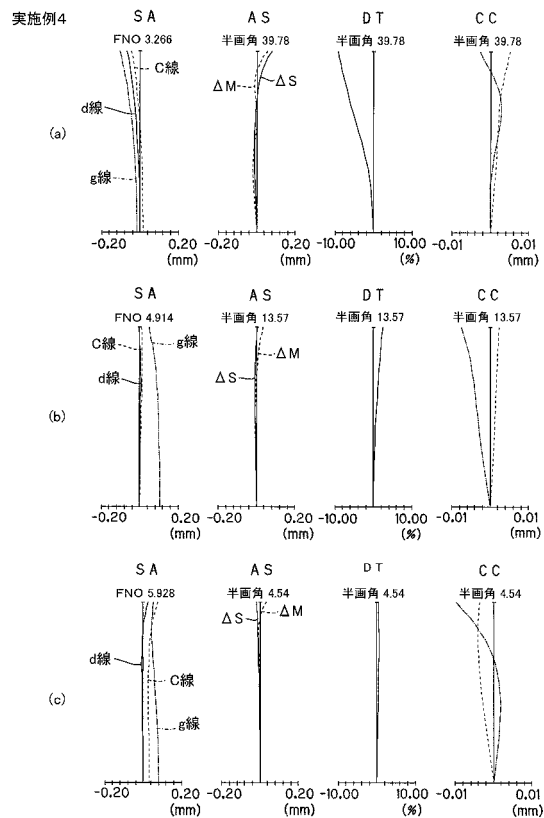 実施例4
SA AS DT CC
FNO 3.266 半画角 39.78 半画角 39.78 半画角 39.78
C線
ΔM ΔS
d線
(a)
g線
-0.20 0.20 -0.20 0.20 -10.00 10.00 -0.01 0.01
(mm) (mm) (%) (mm)
SA AS DT CC
FNO 4.914 半画角 13.57 半画角 13.57 半画角 13.57
C線 g線
ΔM
d線 ΔS
(b)
-0.20 0.20 -0.20 0.20 -10.00 10.00 -0.01 0.01
(mm) (mm) (%) (mm)
SA AS DT CC
FNO 5.928 半画角 4.54 半画角 4.54 半画角 4.54
ΔS ΔM
d線
C線
(c)
g線
-0.20 0.20 -0.20 0.20 -10.00 10.00 -0.01 0.01
(mm) (mm) (%) (mm)